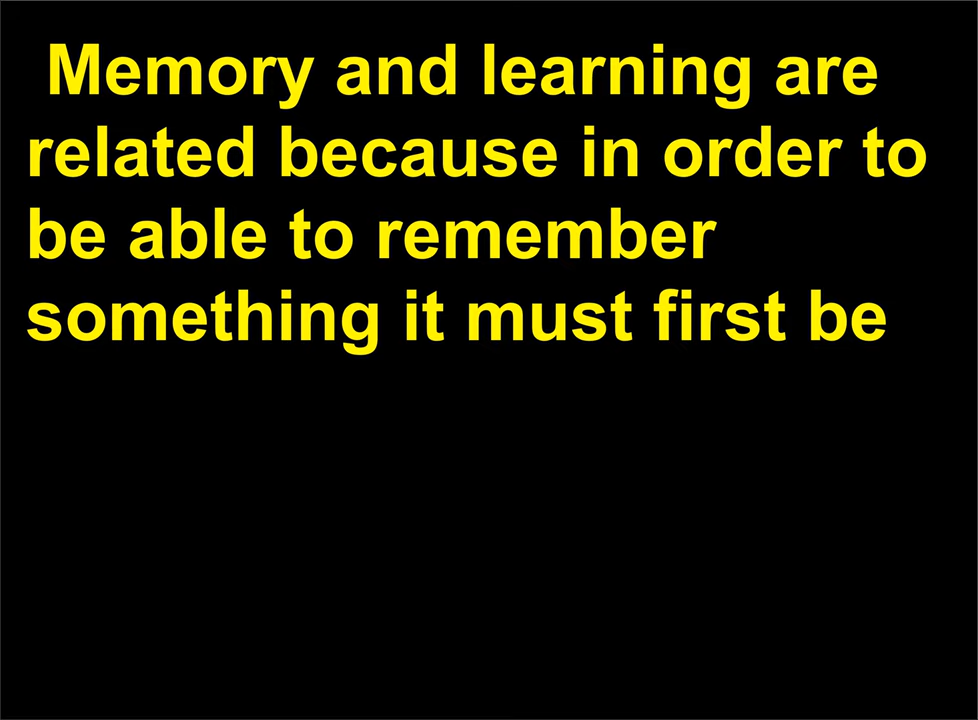 Memory and learning are
related because in order to
be able to remember
something it must first be